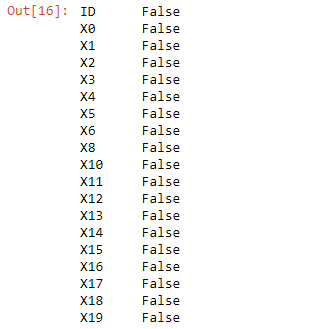 Out[16]: ID False
X0 False
X1 False
X2 False
X3 False
X4 False
X5 False
X6 False
X8 False
X10 False
X11 False
X12 False
X13 False
X14 False
X15 False
X16 False
X17 False
X18 False
X19 False